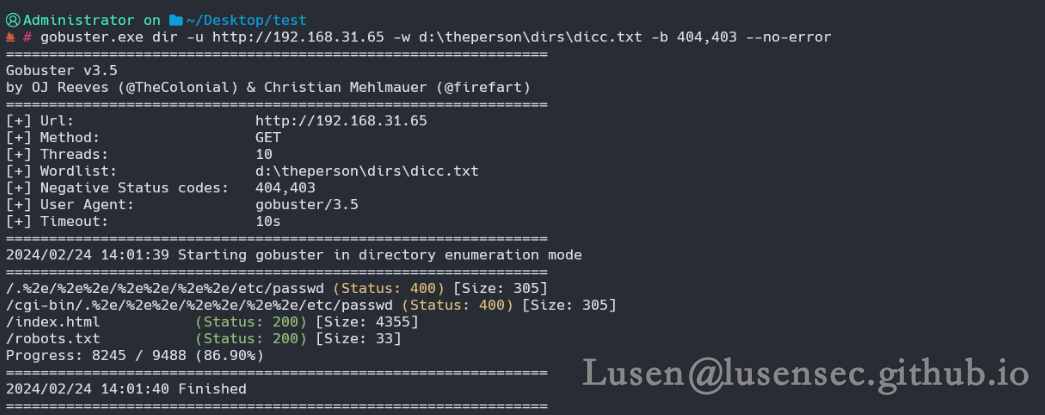 Administrator on ~/Desktop/test
# gobuster.exe dir -u http://192.168.31.65 -w d:\theperson\dirs\dicc.txt -b 404,403 --no-error
===============================================================
Gobuster v3.5
by OJ Reeves (@TheColonial) & Christian Mehlmauer (@firefart)
===============================================================
[+] Url:                     http://192.168.31.65
[+] Method:                  GET
[+] Threads:                 10
[+] Wordlist:                d:\theperson\dirs\dicc.txt
[+] Negative Status codes:   404,403
[+] User Agent:              gobuster/3.5
[+] Timeout:                 10s
===============================================================
2024/02/24 14:01:39 Starting gobuster in directory enumeration mode
===============================================================
/.%2e/%2e%2e/%2e%2e/%2e%2e/etc/passwd (Status: 400) [Size: 305]
/cgi-bin/.%2e/%2e%2e/%2e%2e/%2e%2e/etc/passwd (Status: 400) [Size: 305]
/index.html           (Status: 200) [Size: 4355]
/robots.txt           (Status: 200) [Size: 33]
Progress: 8245 / 9488 (86.90%)
===============================================================
2024/02/24 14:01:40 Finished
===============================================================
Lusen@lusensec.github.io